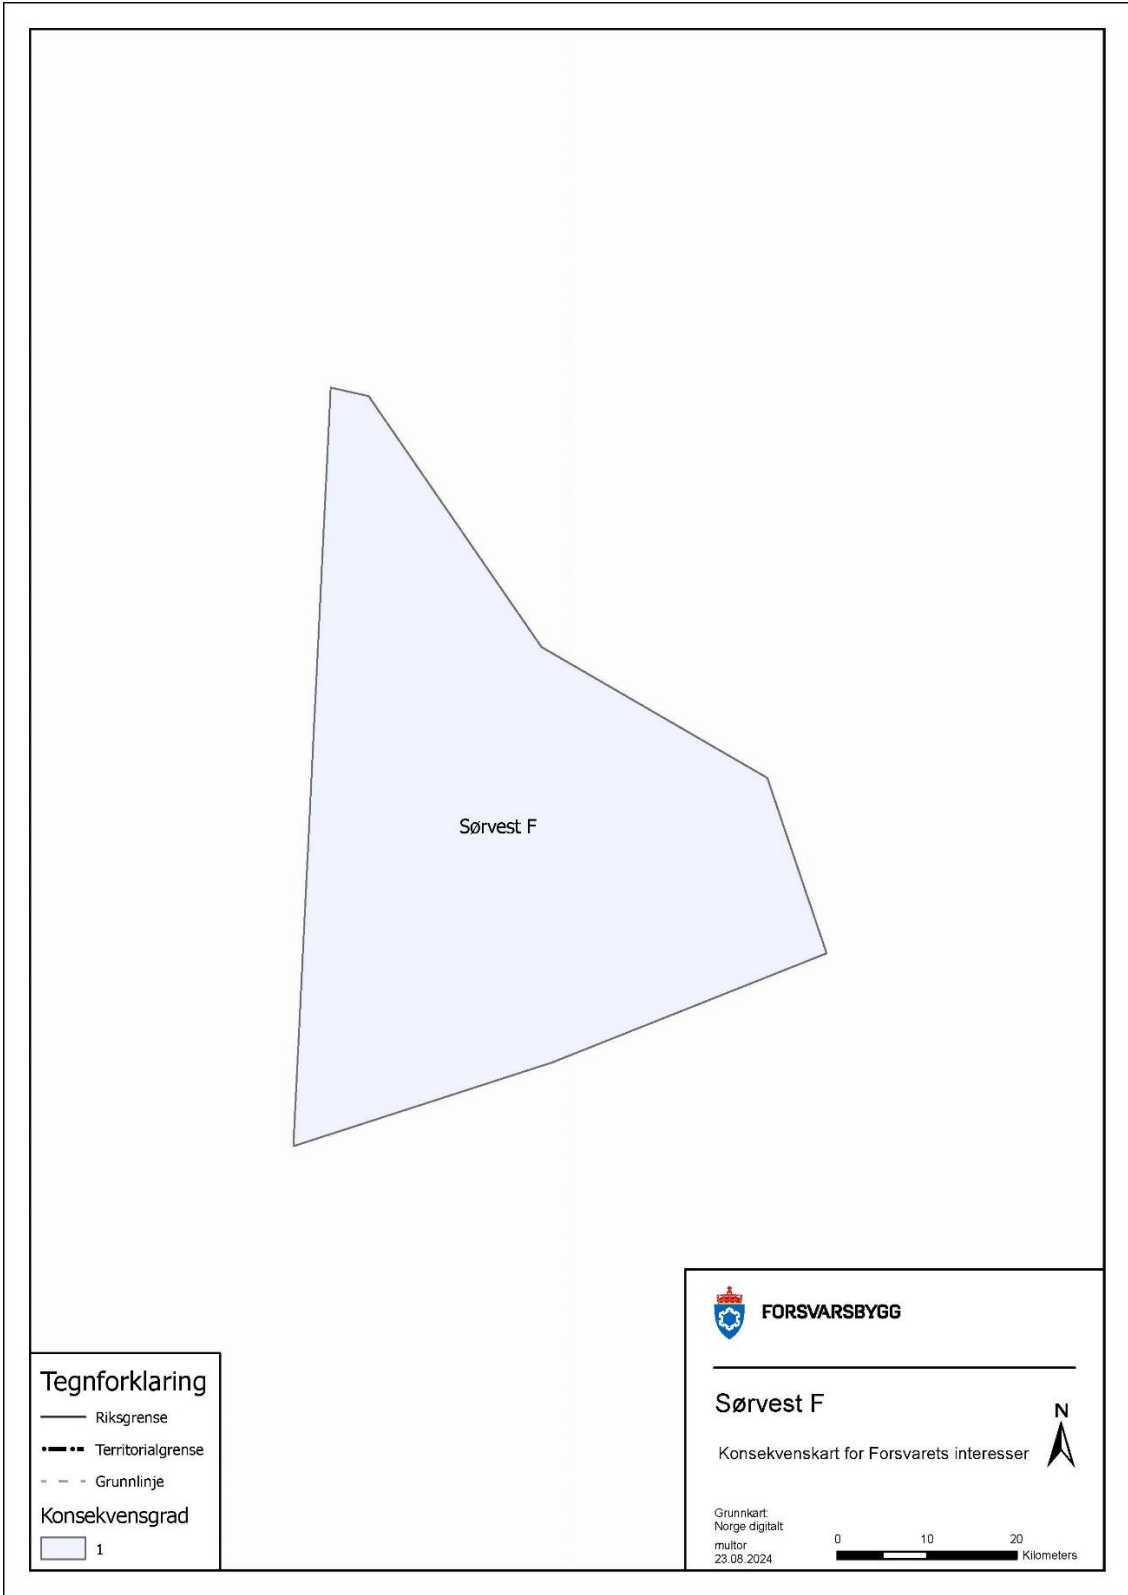 Sørvest F
Tegnforklaring
Riksgrense
Territorialgrense
Grunnlinje
Konsekvensgrad
1
FORSVARSBYGG
Sørvest F
N
Konsekvenskart for Forsvarets interesser
Grunnkart:
Norge digitalt
multor
23.08.2024
0 10 20
Kilometers